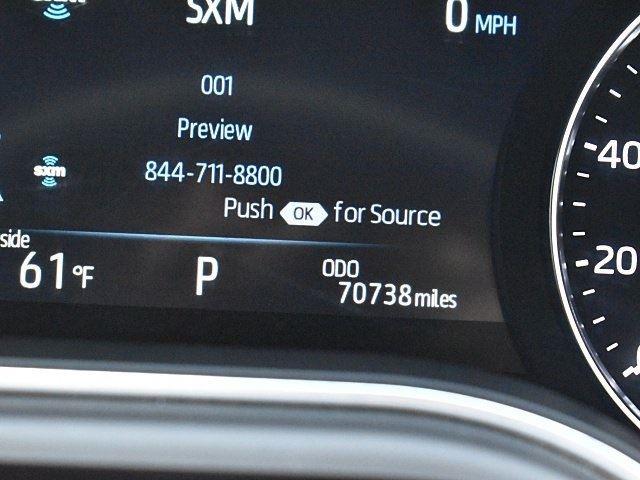 SXM
0 MPH
001
Preview
844-711-8800
sxm
Push OK for Source
side
61°F
P
ODO
70738 miles
40
20